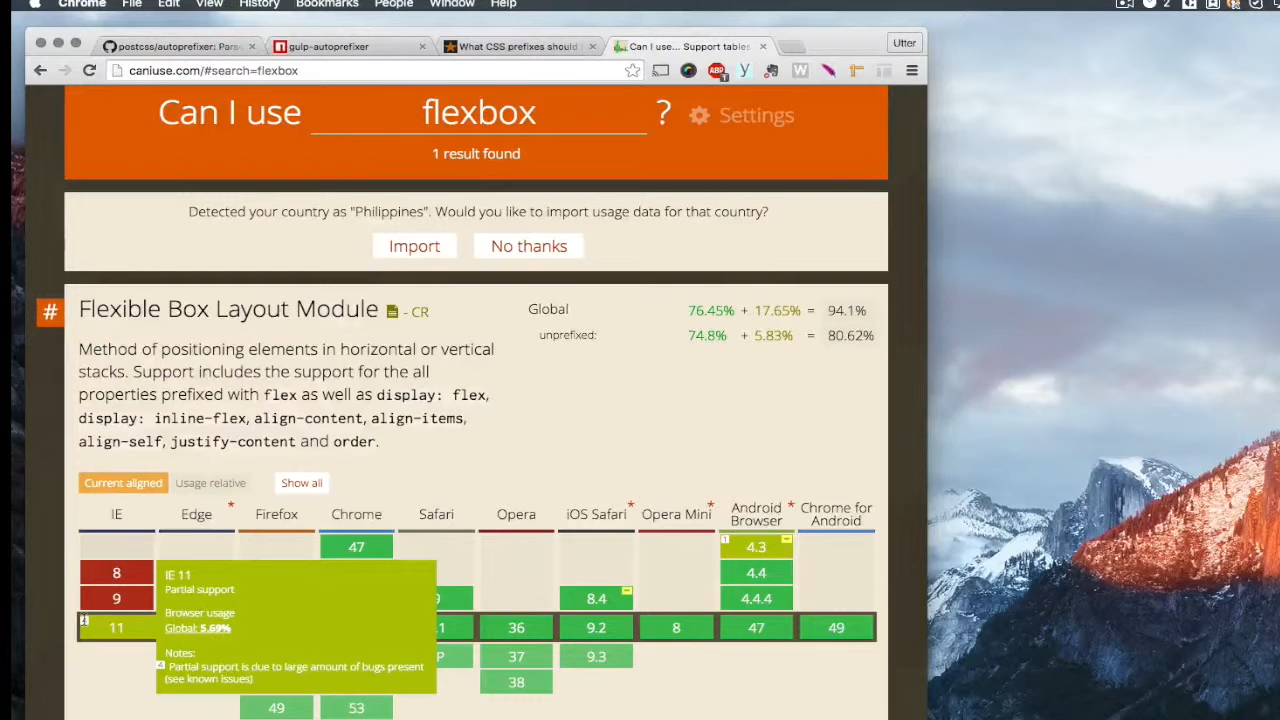 Chrome File Edit View History Bookmarks People Window Help
2
postcss/autoprefixer: Parse
gulp-autoprefixer
What CSS prefixes should
Can I use... Support tables
Utter
caniuse.com/#search=flexbox
Can I use flexbox ? Settings
1 result found
Detected your country as "Philippines". Would you like to import usage data for that country?
Import No thanks
# Flexible Box Layout Module - CR
Global 76.45% + 17.65% = 94.1%
unprefixed: 74.8% + 5.83% = 80.62%
Method of positioning elements in horizontal or vertical
stacks. Support includes the support for the all
properties prefixed with flex as well as display: flex,
display: inline-flex, align-content, align-items,
align-self, justify-content and order.
Current aligned Usage relative Show all
IE Edge * Firefox Chrome Safari Opera iOS Safari * Opera Mini * Android Browser * Chrome for Android
47 1 4.3
8 4.4
9 8.4 4.4.4
11 36 9.2 8 47 49
37 9.3
38
49 53
IE 11
Partial support
Browser usage
Global: 5.69%
Notes:
4 Partial support is due to large amount of bugs present
(see known issues)